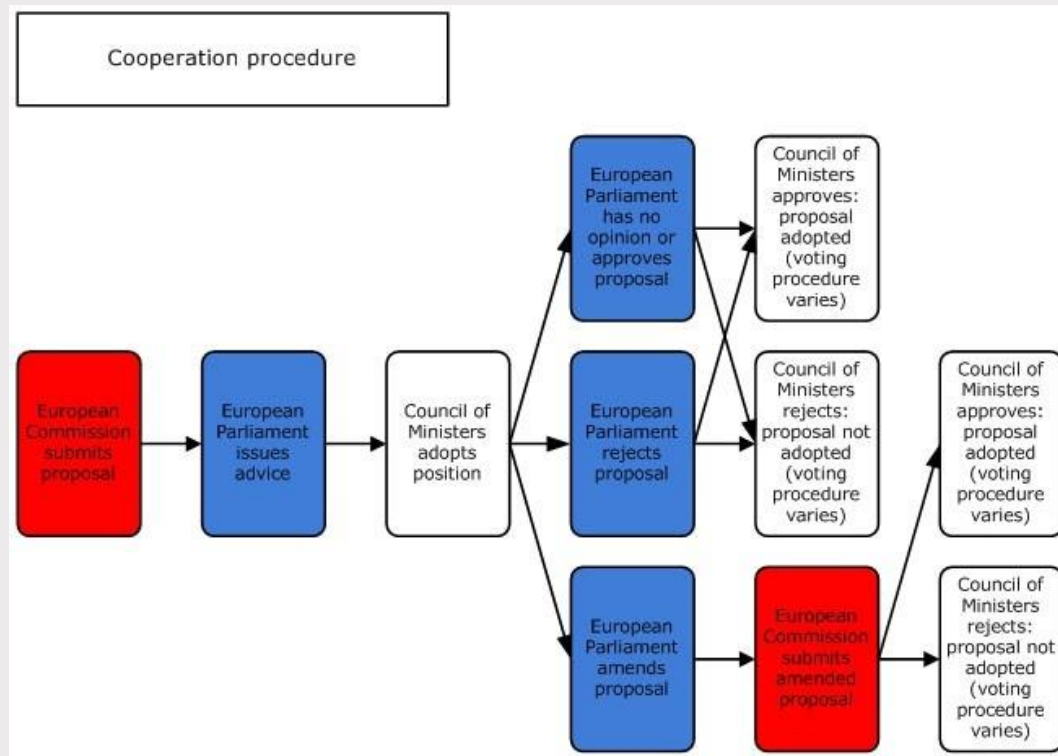 Cooperation procedure
European
Parliament
has no
opinion or
approves
proposal
Council of
Ministers
approves:
proposal
adopted
(voting
procedure
varies)
European
Commission
submits
proposal
European
Parliament
issues
advice
Council of
Ministers
adopts
position
European
Parliament
rejects
proposal
Council of
Ministers
rejects:
proposal not
adopted
(voting
procedure
varies)
Council of
Ministers
approves:
proposal
adopted
(voting
procedure
varies)
European
Parliament
amends
proposal
European
Commission
submits
amended
proposal
Council of
Ministers
rejects:
proposal not
adopted
(voting
procedure
varies)